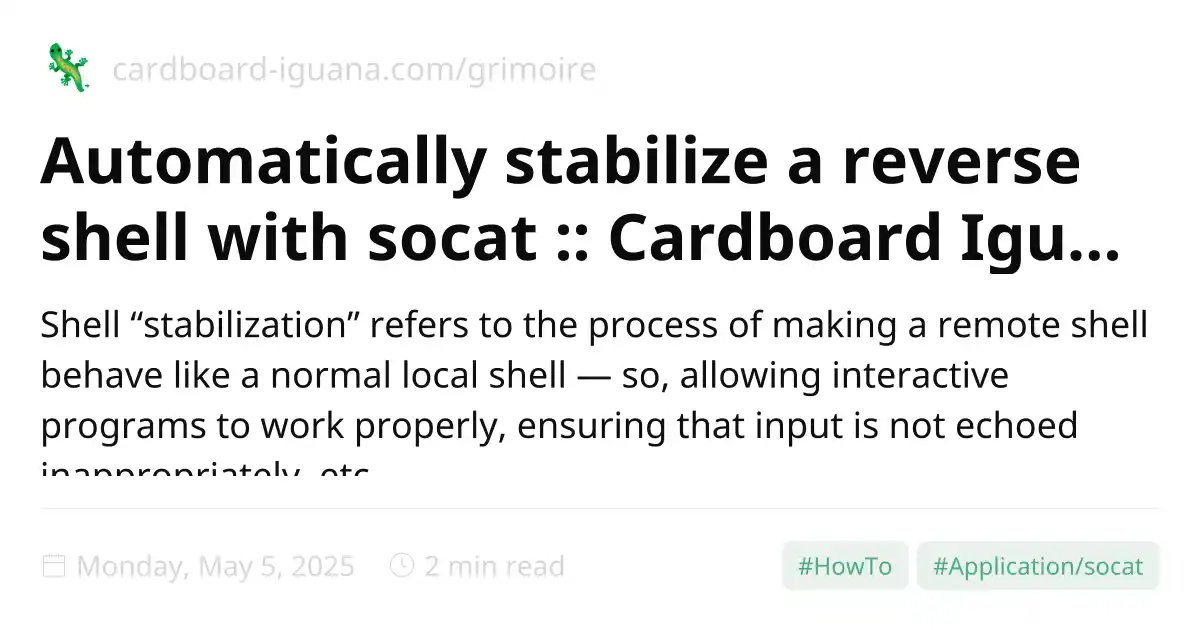 cardboard-iguana.com/grimoire
Automatically stabilize a reverse
shell with socat :: Cardboard Igu...
Shell “stabilization” refers to the process of making a remote shell
behave like a normal local shell — so, allowing interactive
programs to work properly, ensuring that input is not echoed
inappropriately, etc
Monday, May 5, 2025
2 min read
#HowTo
#Application/socat